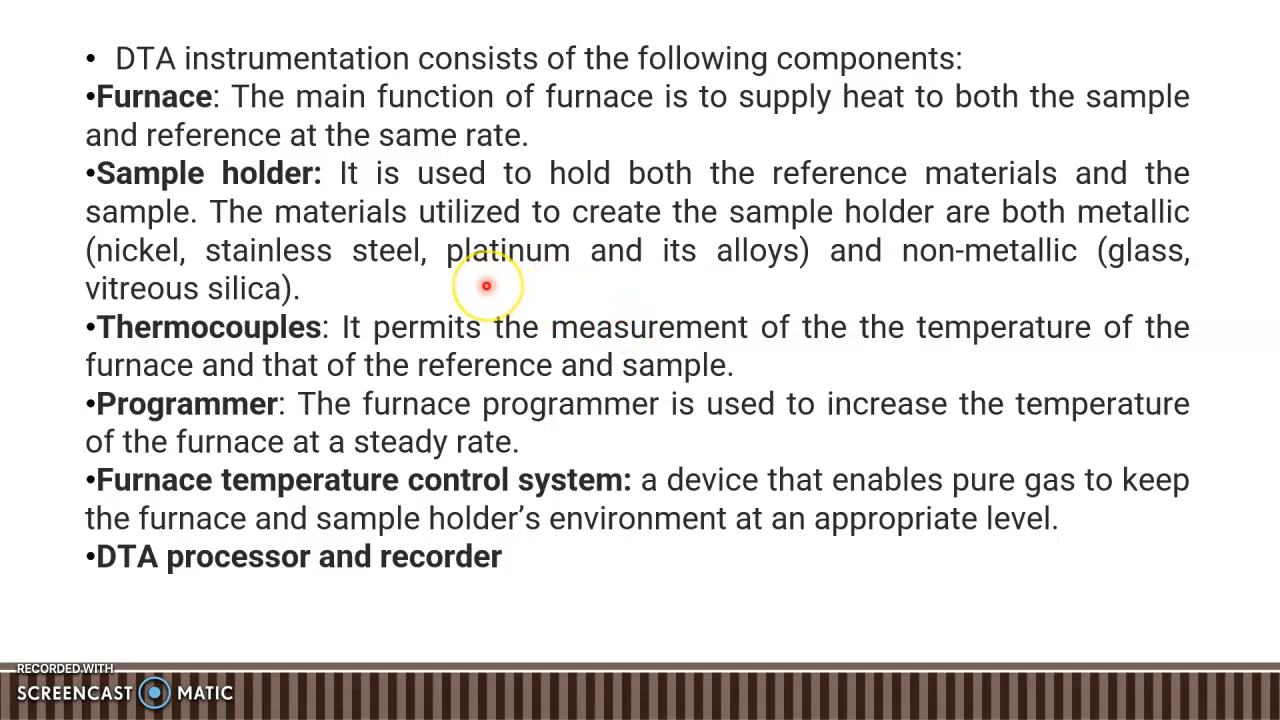 • DTA instrumentation consists of the following components:
•Furnace: The main function of furnace is to supply heat to both the sample
and reference at the same rate.
•Sample holder: It is used to hold both the reference materials and the
sample. The materials utilized to create the sample holder are both metallic
(nickel, stainless steel, platinum and its alloys) and non-metallic (glass,
vitreous silica).
•Thermocouples: It permits the measurement of the the temperature of the
furnace and that of the reference and sample.
•Programmer: The furnace programmer is used to increase the temperature
of the furnace at a steady rate.
•Furnace temperature control system: a device that enables pure gas to keep
the furnace and sample holder’s environment at an appropriate level.
•DTA processor and recorder
RECORDED WITH
SCREENCAST MATIC